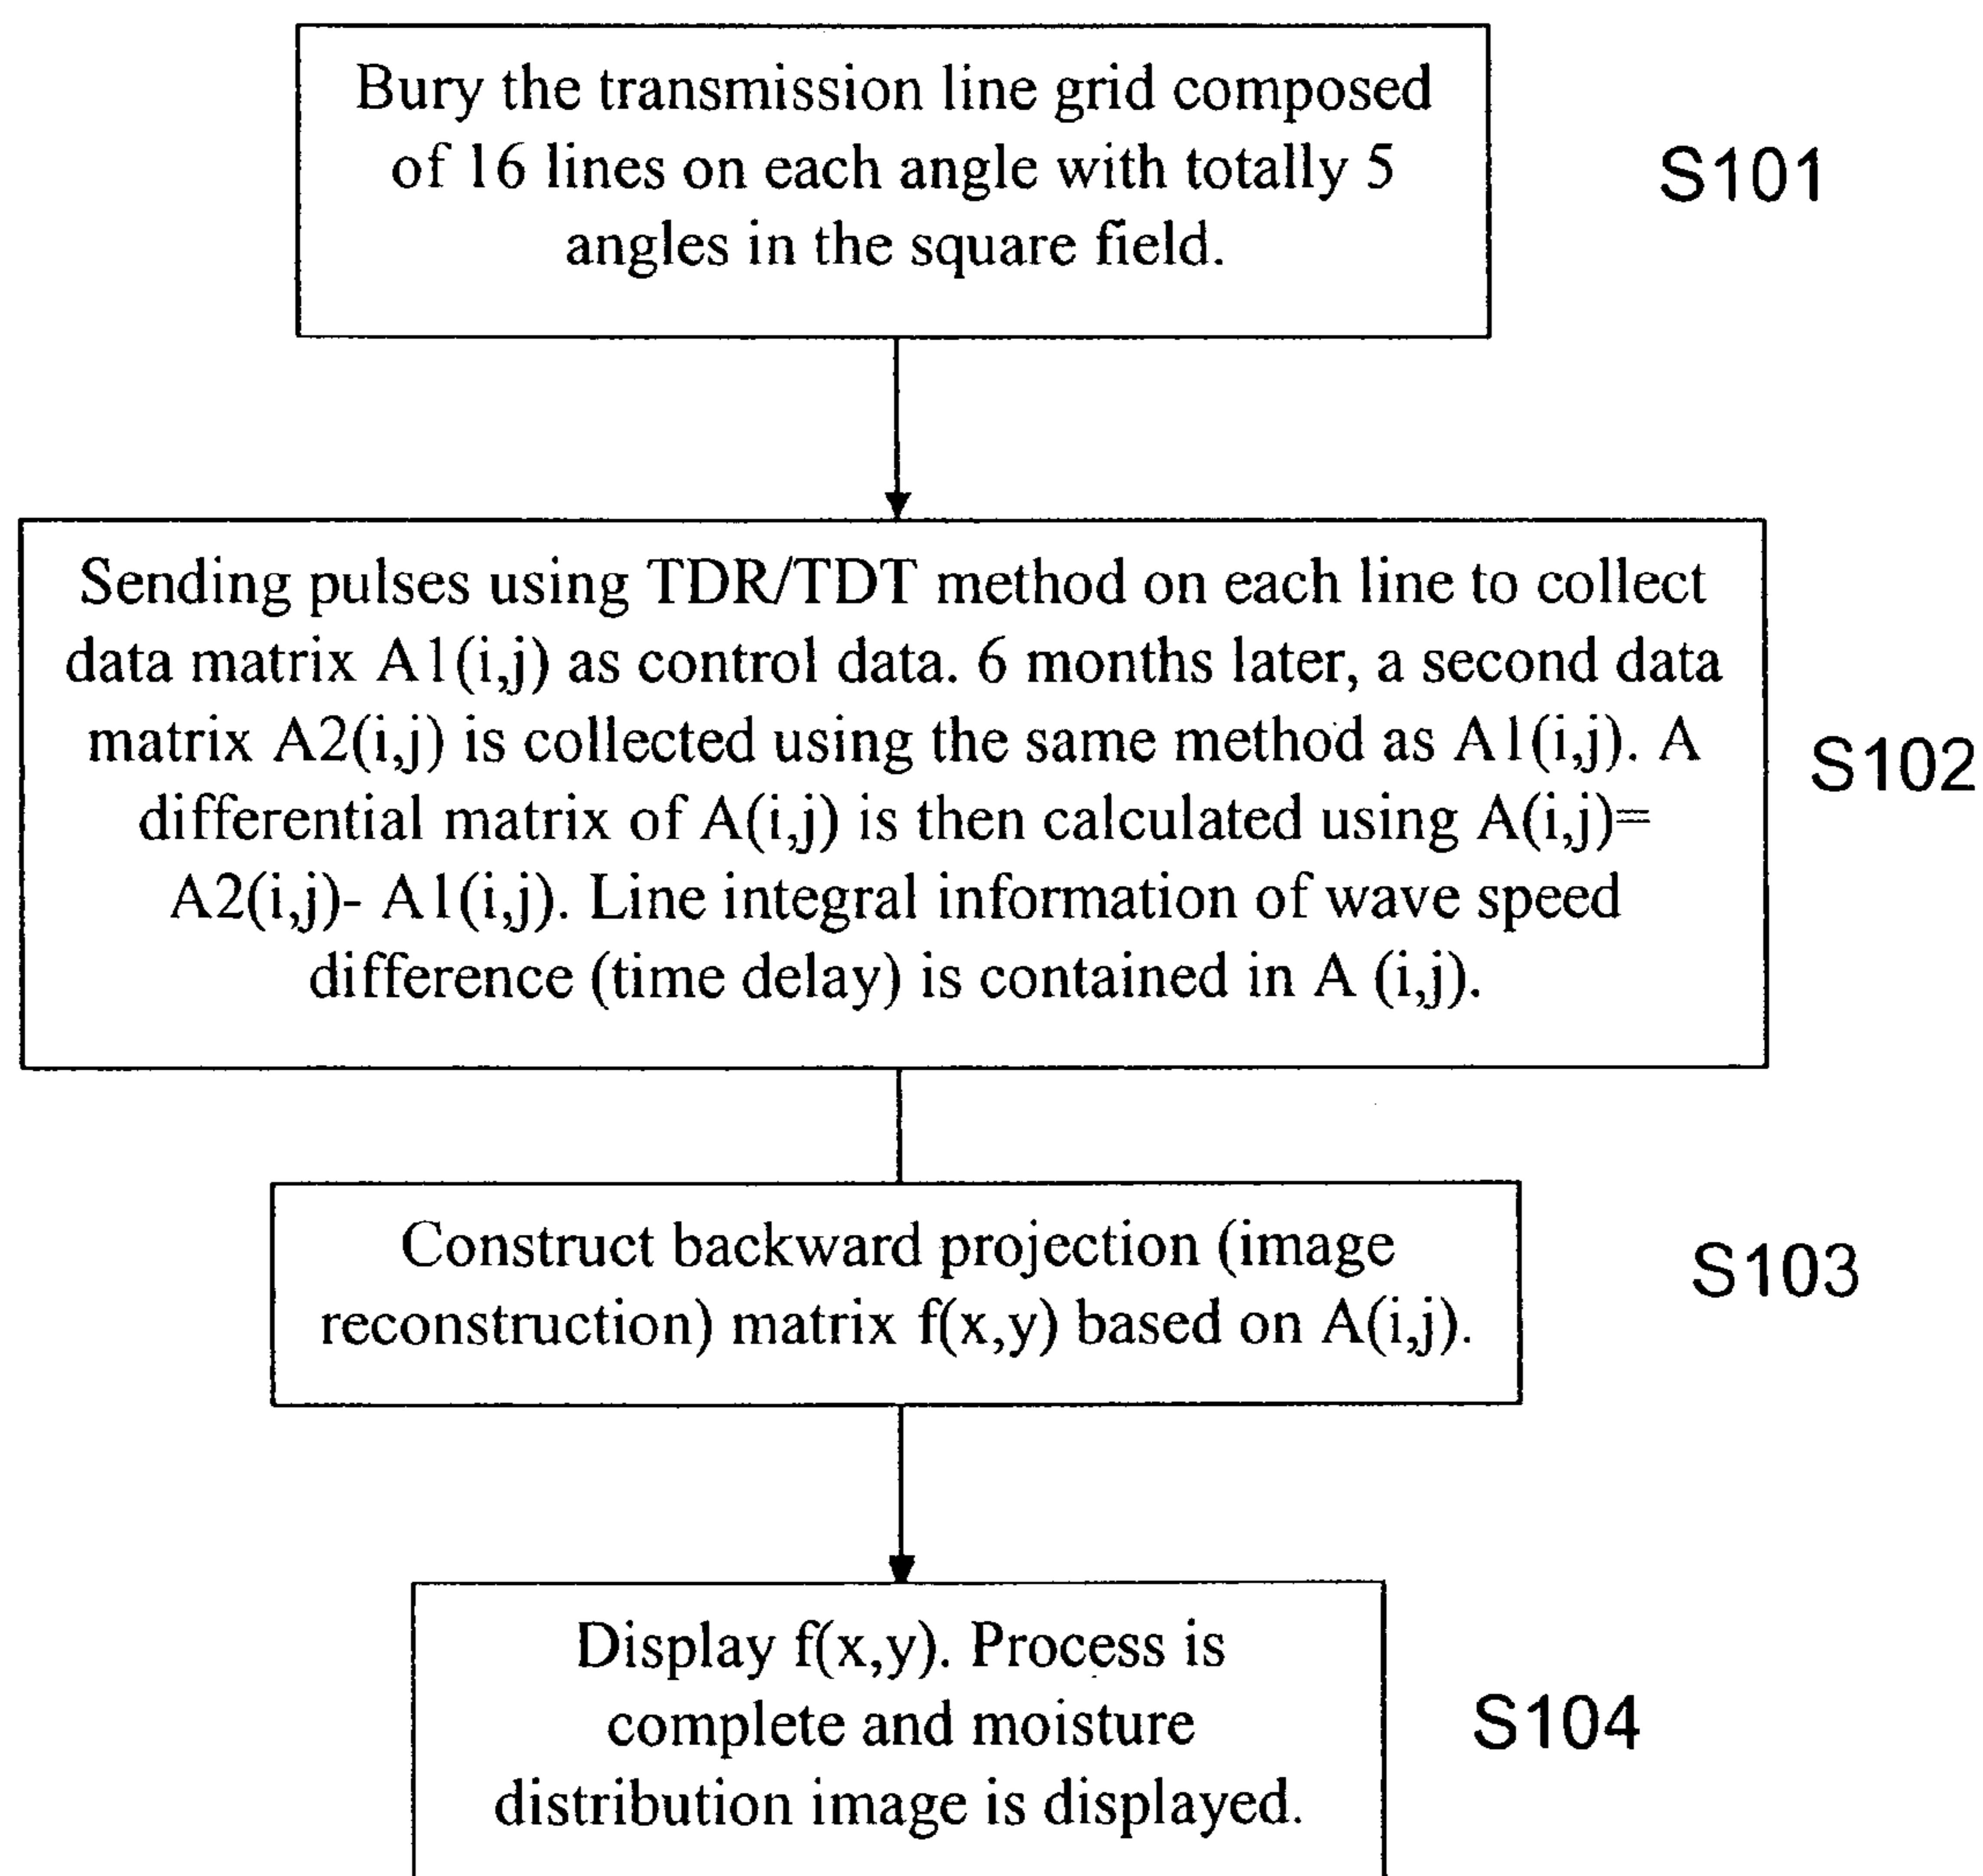 Bury the transmission line grid composed
of 16 lines on each angle with totally 5
angles in the square field.
S101
Sending pulses using TDR/TDT method on each line to collect
data matrix A1(i,j) as control data. 6 months later, a second data
matrix A2(i,j) is collected using the same method as A1(i,j). A
differential matrix of A(i,j) is then calculated using A(i,j)=
A2(i,j)- A1(i,j). Line integral information of wave speed
difference (time delay) is contained in A (i,j).
S102
Construct backward projection (image
reconstruction) matrix f(x,y) based on A(i,j).
S103
Display f(x,y). Process is
complete and moisture
distribution image is displayed.
S104